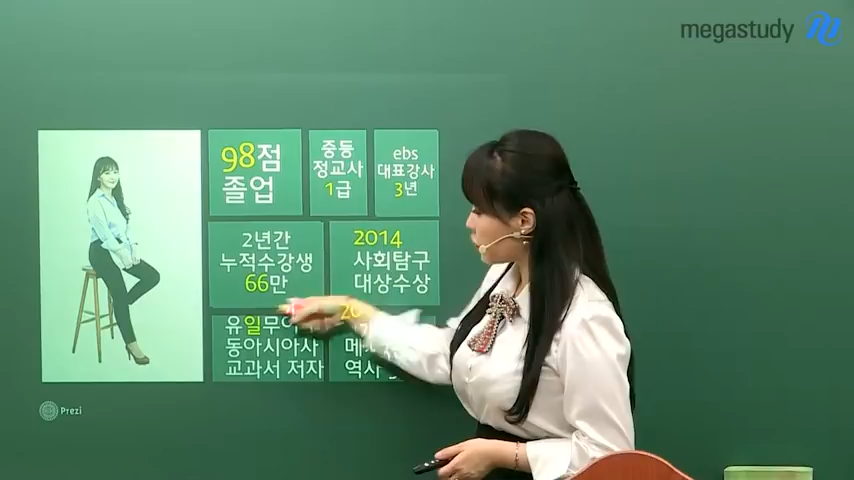 megastudy
98점
졸업
중등
정교사
1급
ebs
대표강사
3년
2년간
누적수강생
66만
2014
사회탐구
대상수상
유일무이
동아시아사
교과서 저자
역사
Prezi